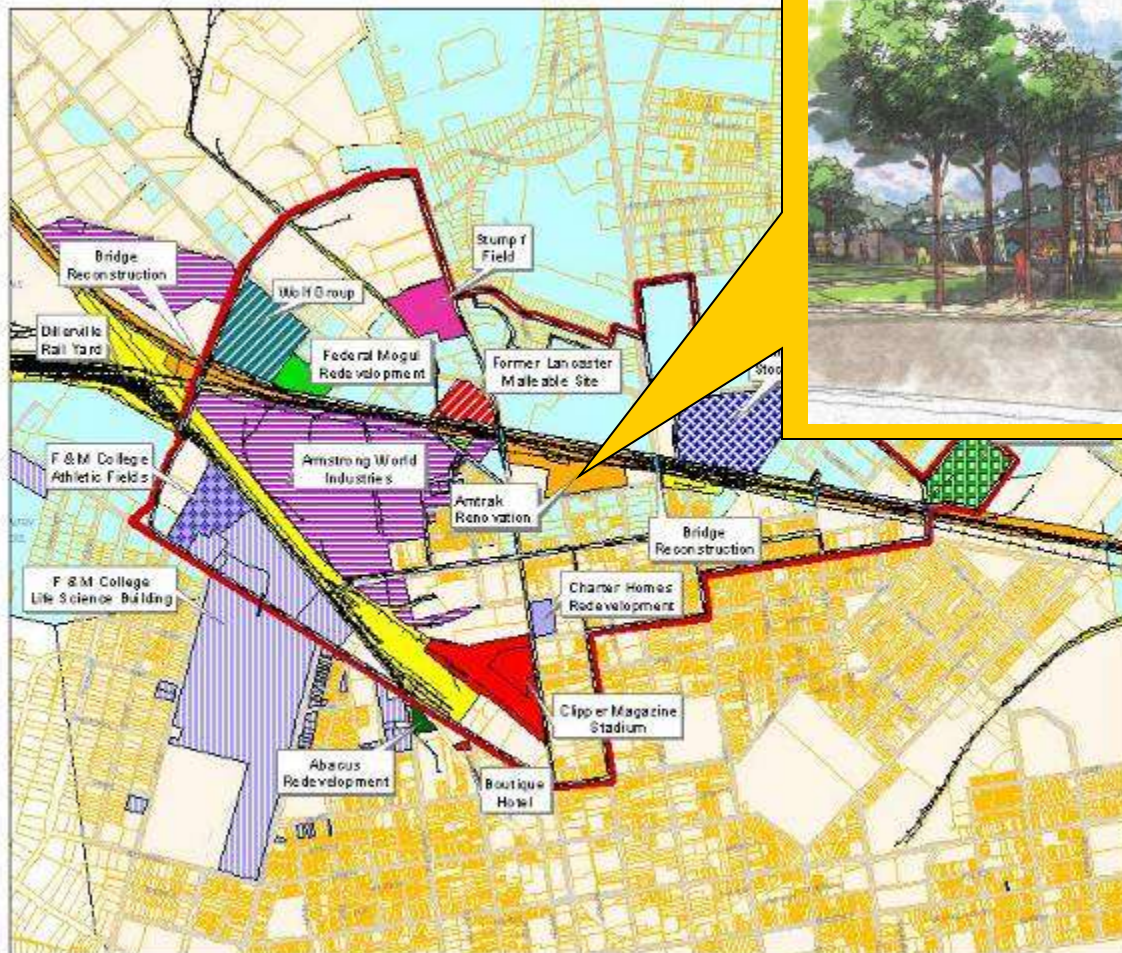 Bridge
Reconstruction
Stumpf
Field
Wolf Group
Dillerville
Rail Yard
Federal Mogul
Redevelopment
Former Lancaster
Malleable Site
Stoc
F & M College
Athletic Fields
Armstrong World
Industries
Amtrak
Renovation
Bridge
Reconstruction
F & M College
Life Science Building
Charter Homes
Redevelopment
Clipper Magazine
Stadium
Abacus
Redevelopment
Boutique
Hotel